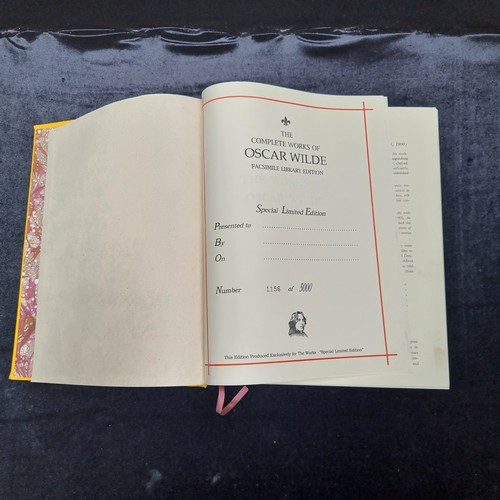 THE
COMPLETE WORKS OF
OSCAR WILDE
FACSIMILE LIBRARY EDITION
Special Limited Edition
Presented to
By
On
Number 1156 of 5000
This Edition Produced Exclusively for The Works - "Special Limited Edition"